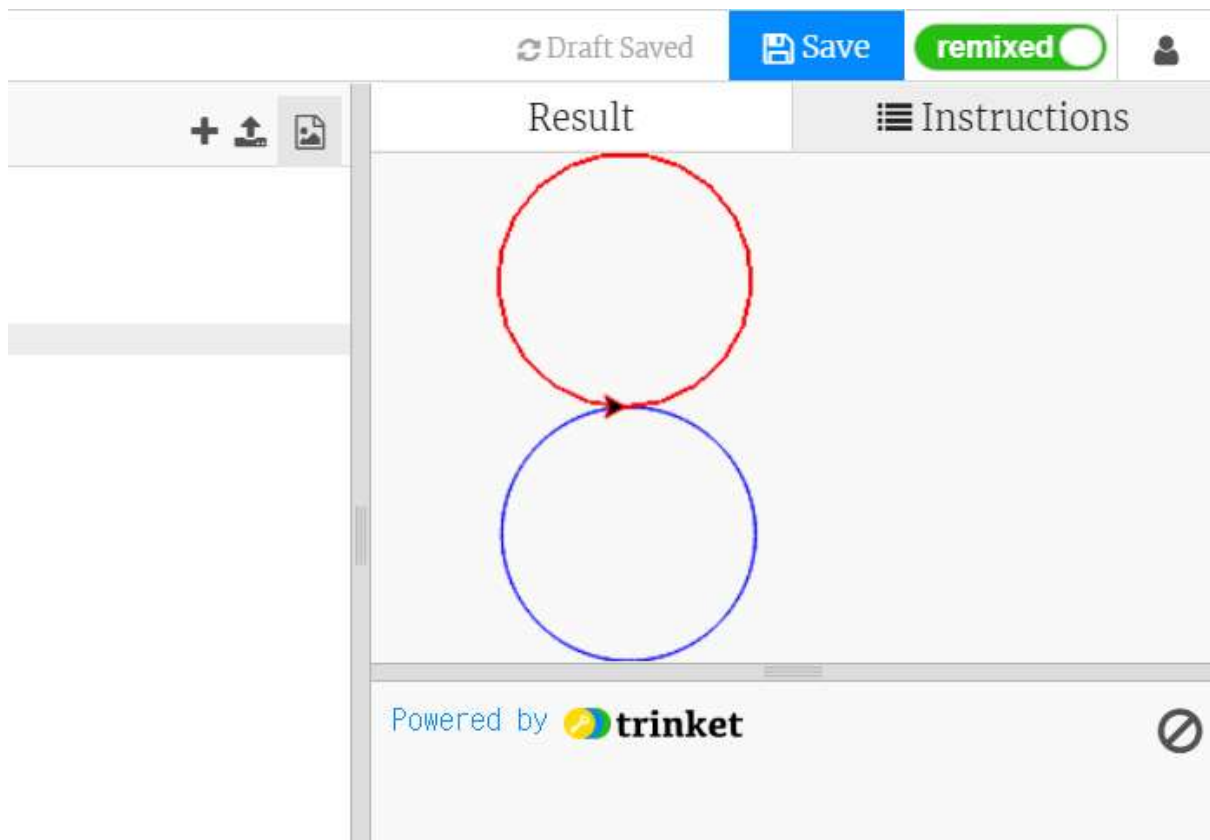 Draft Saved
Save
remixed
Result
Instructions
Powered by trinket